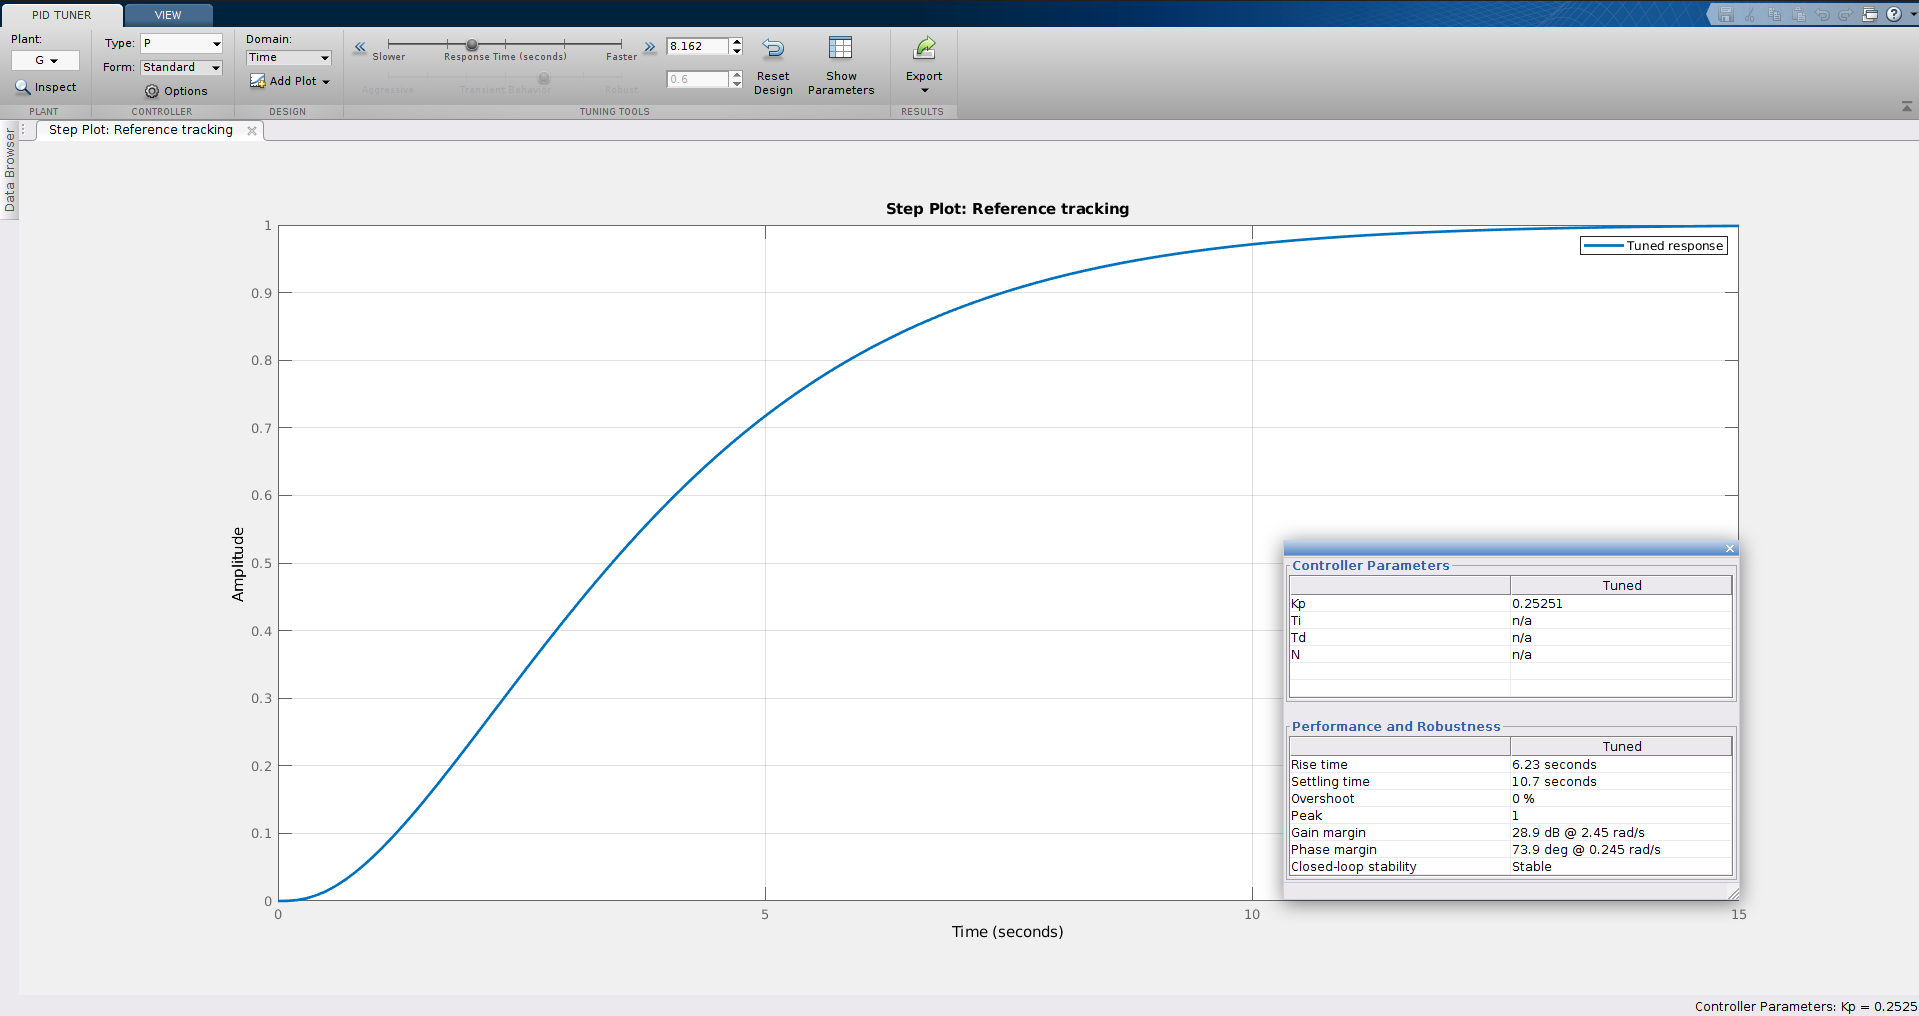 PID TUNER VIEW
Plant:
G
Inspect
PLANT
Type: P
Form: Standard
Options
CONTROLLER
Domain:
Time
Add Plot
DESIGN
Slower Response Time (seconds) Faster
8.162
Aggressive Transient Behavior Robust
0.6
Reset
Design
Show
Parameters
TUNING TOOLS
Export
RESULTS
Data Browser
Step Plot: Reference tracking
Step Plot: Reference tracking
Tuned response
1
0.9
0.8
0.7
0.6
0.5
0.4
0.3
0.2
0.1
0
Amplitude
0 5 10 15
Time (seconds)
Controller Parameters
Tuned
Kp 0.25251
Ti n/a
Td n/a
N n/a
Performance and Robustness
Tuned
Rise time 6.23 seconds
Settling time 10.7 seconds
Overshoot 0 %
Peak 1
Gain margin 28.9 dB @ 2.45 rad/s
Phase margin 73.9 deg @ 0.245 rad/s
Closed-loop stability Stable
Controller Parameters: Kp = 0.2525